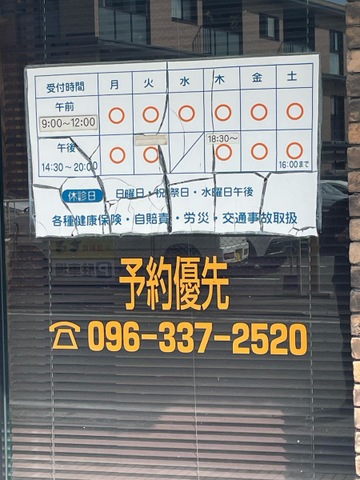 受付時間 月 火 水 木 金 土
午前 9:00〜12:00 ○ ○ ○ ○ ○ ○
午後 14:30〜20:00 ○ ○ 18:30〜 ○ ○ ○ 16:00まで
休診日 日曜日・祝祭日・水曜日午後
各種健康保険・自賠責・労災・交通事故取扱
予約優先
☎ 096-337-2520